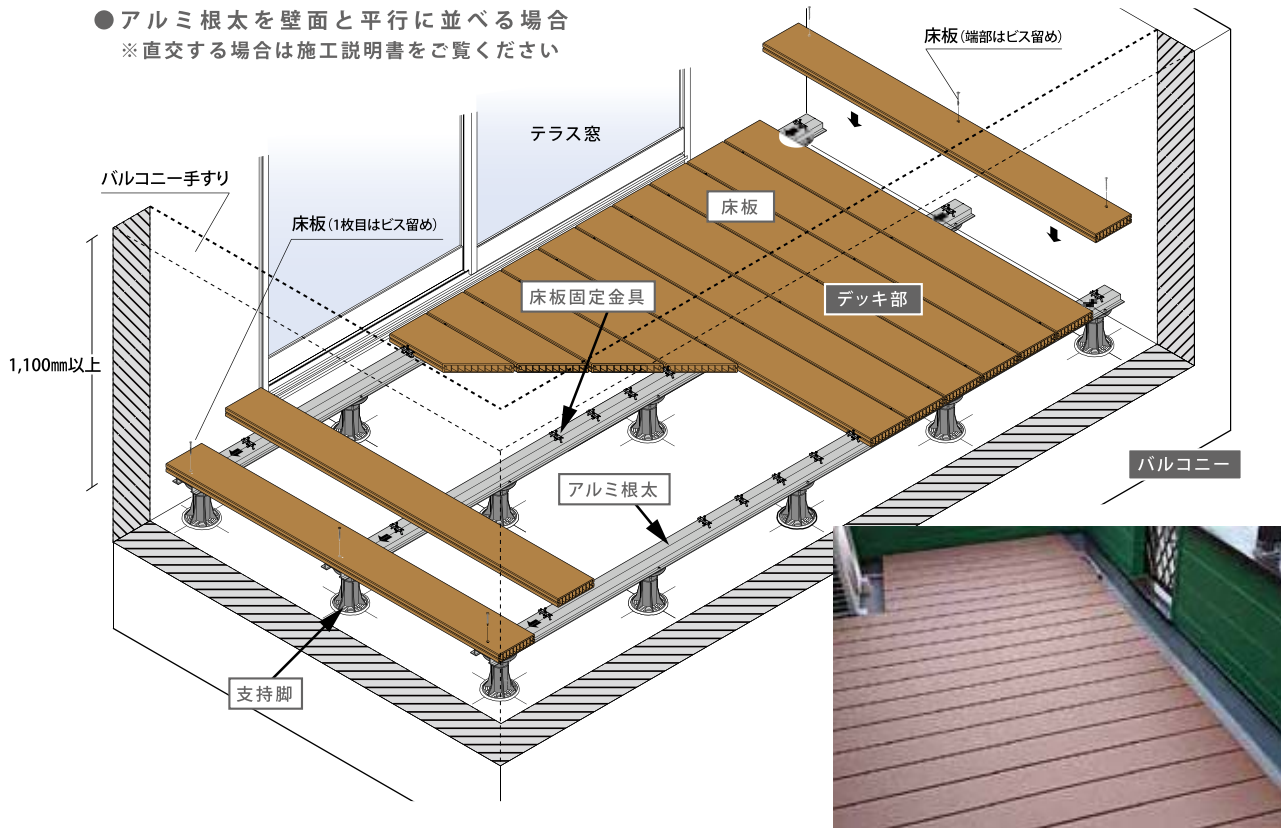 ●アルミ根太を壁面と平行に並べる場合
※直交する場合は施工説明書をご覧ください
床板(端部はビス留め)
テラス窓
バルコニー手すり
床板(1枚目はビス留め)
床板
床板固定金具
デッキ部
1,100㎜以上
バルコニー
アルミ根太
支持脚